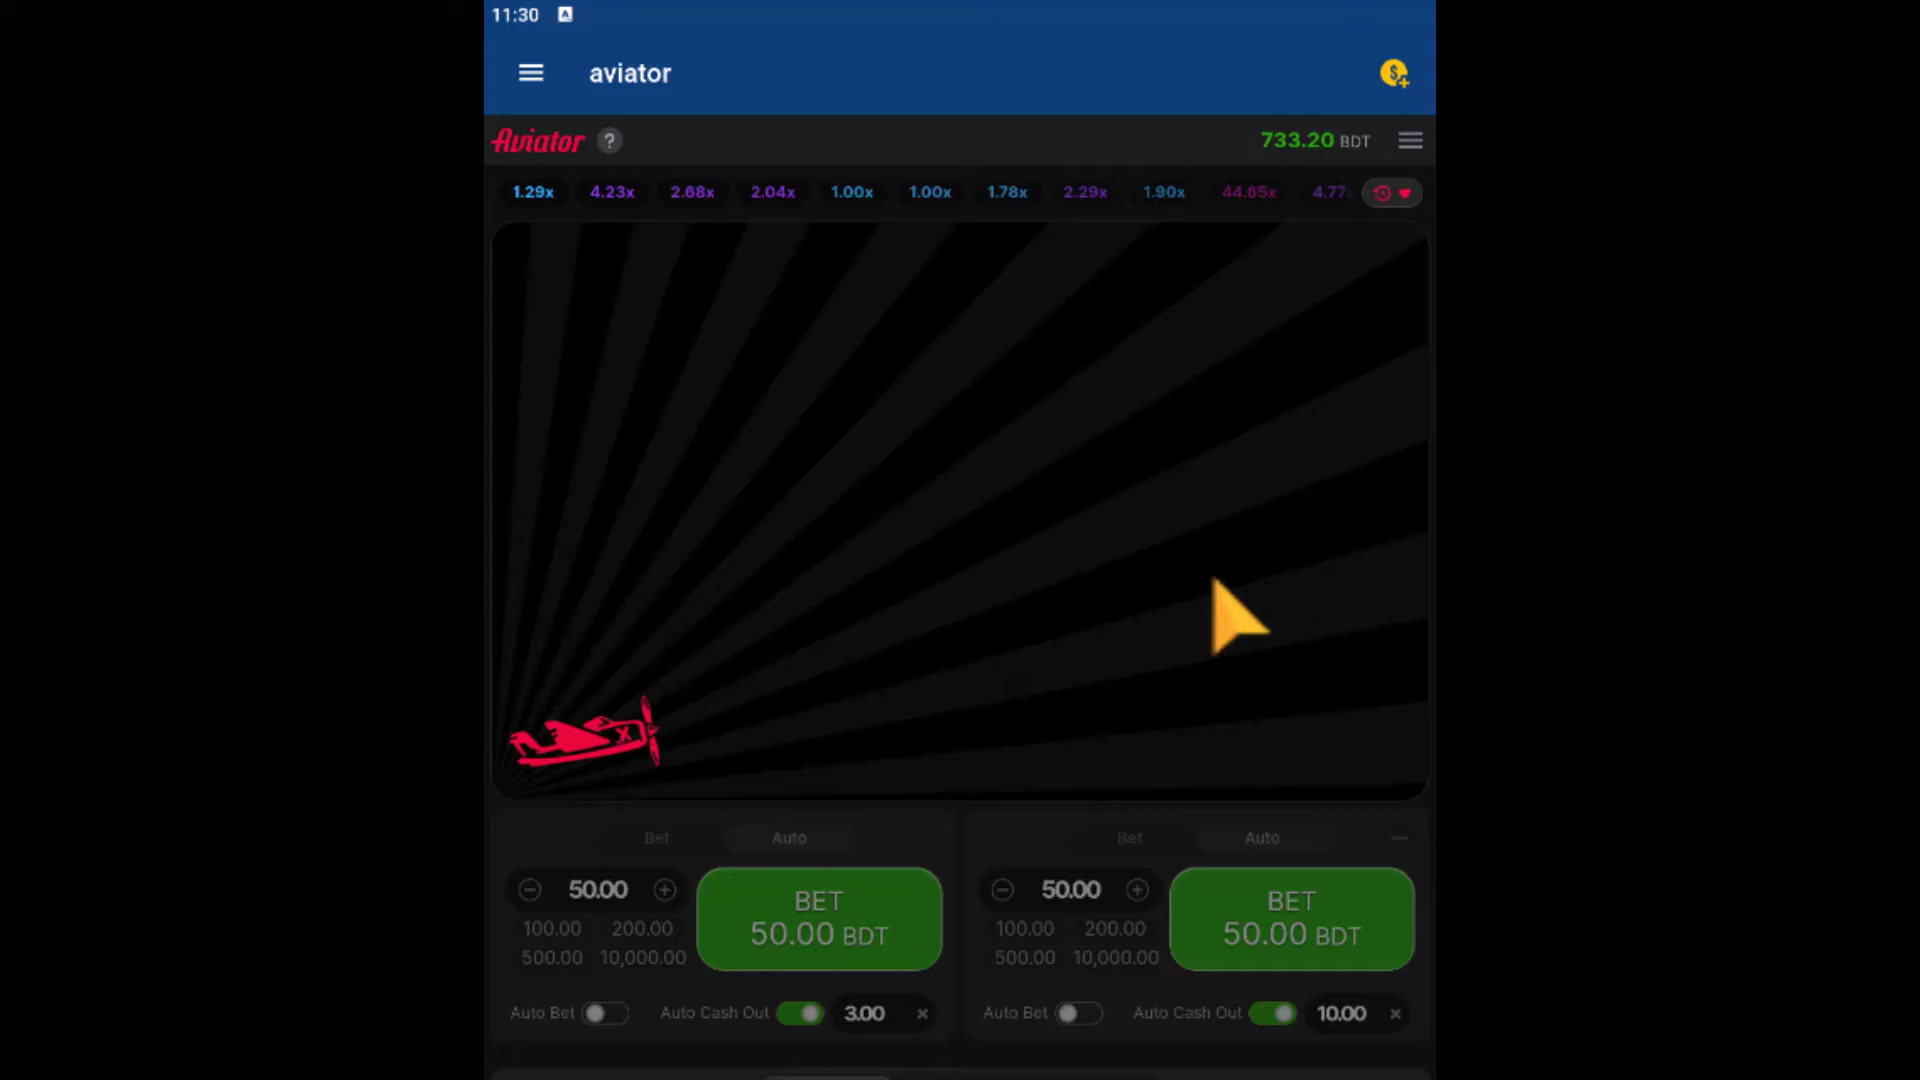 11:30
aviator
Aviator ? 733.20 BDT
1.29x 4.23x 2.68x 2.04x 1.00x 1.00x 1.78x 2.29x 1.90x 44.65x 4.77
X
Bet Auto
50.00
100.00 200.00
500.00 10,000.00
BET
50.00 BDT
Auto Bet Auto Cash Out 3.00 ×
Bet Auto
50.00
100.00 200.00
500.00 10,000.00
BET
50.00 BDT
Auto Bet Auto Cash Out 10.00 ×